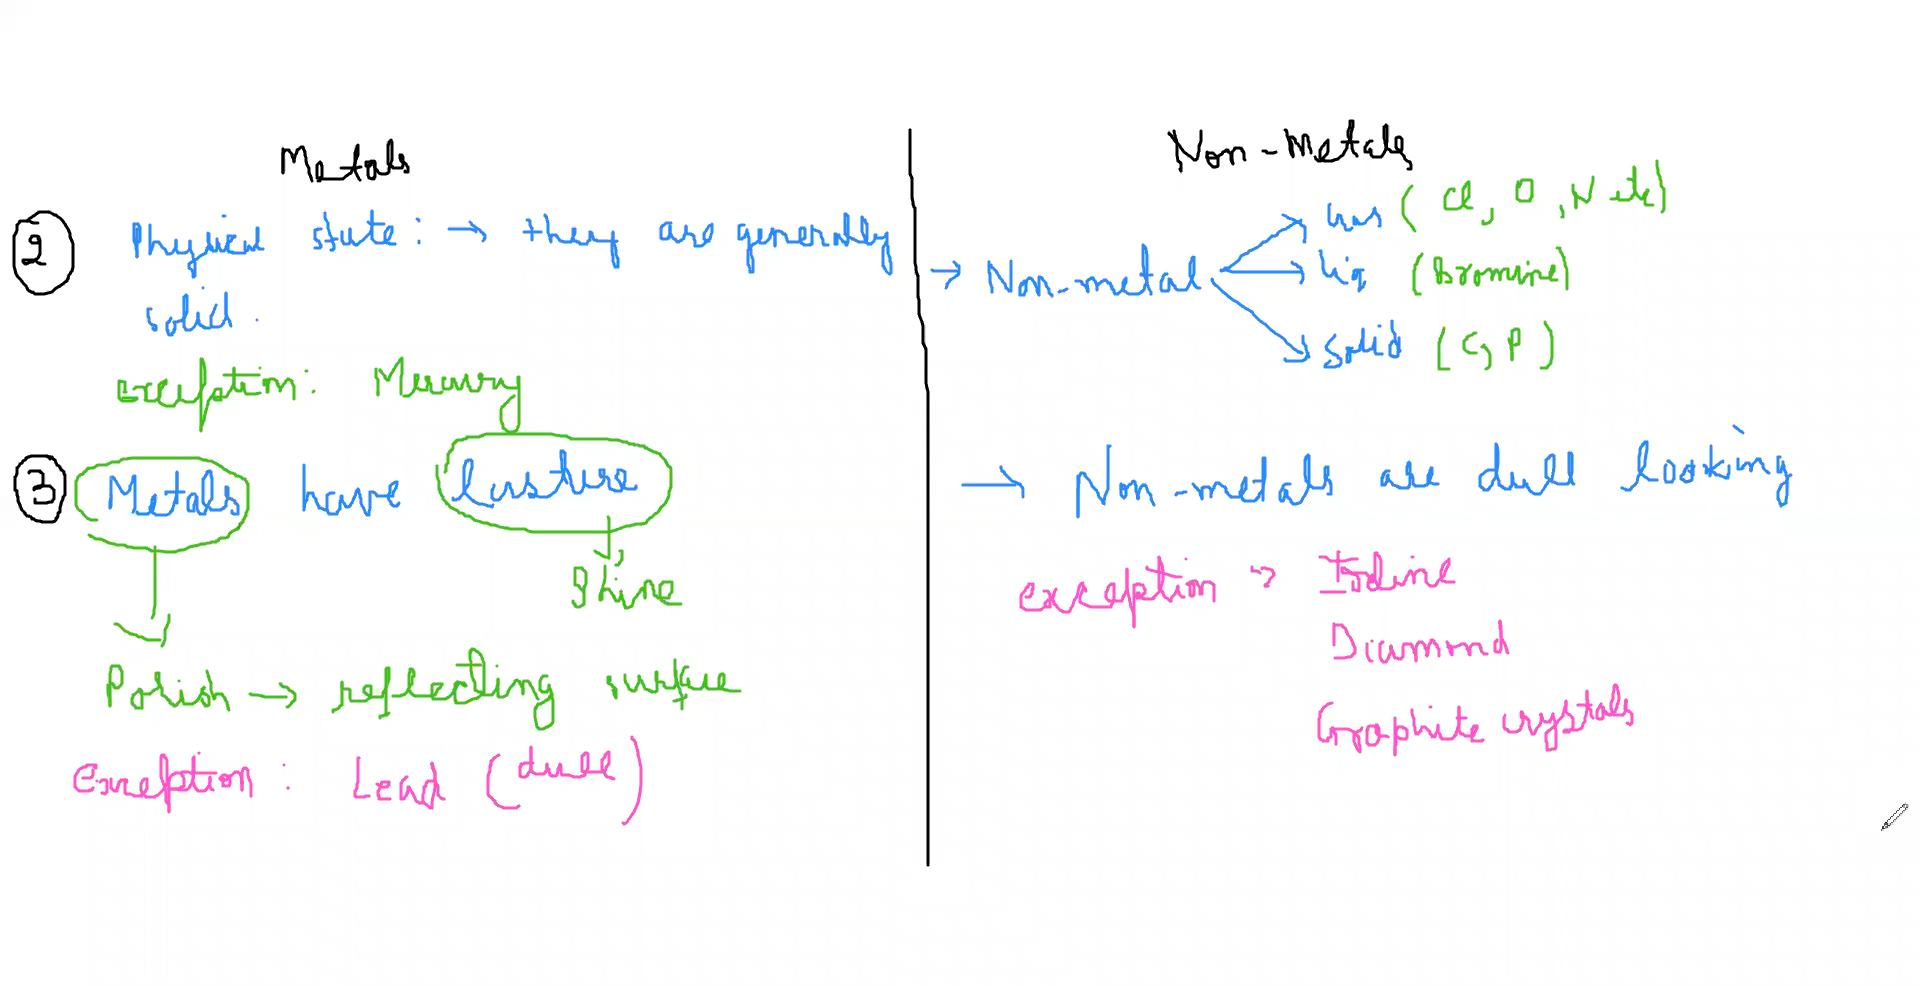 Metals
2 Physical state: → they are generally
solid.
exception: Mercury
3 Metals have lusture
Shine
Polish → reflecting surface
Exception: Lead (dull)
Non-Metals
→ Non-metal
Gas (Cl, O, N etc)
Liq (Bromine)
Solid (C, P)
→ Non-metals are dull looking
exception → Iodine
Diamond
Graphite crystals